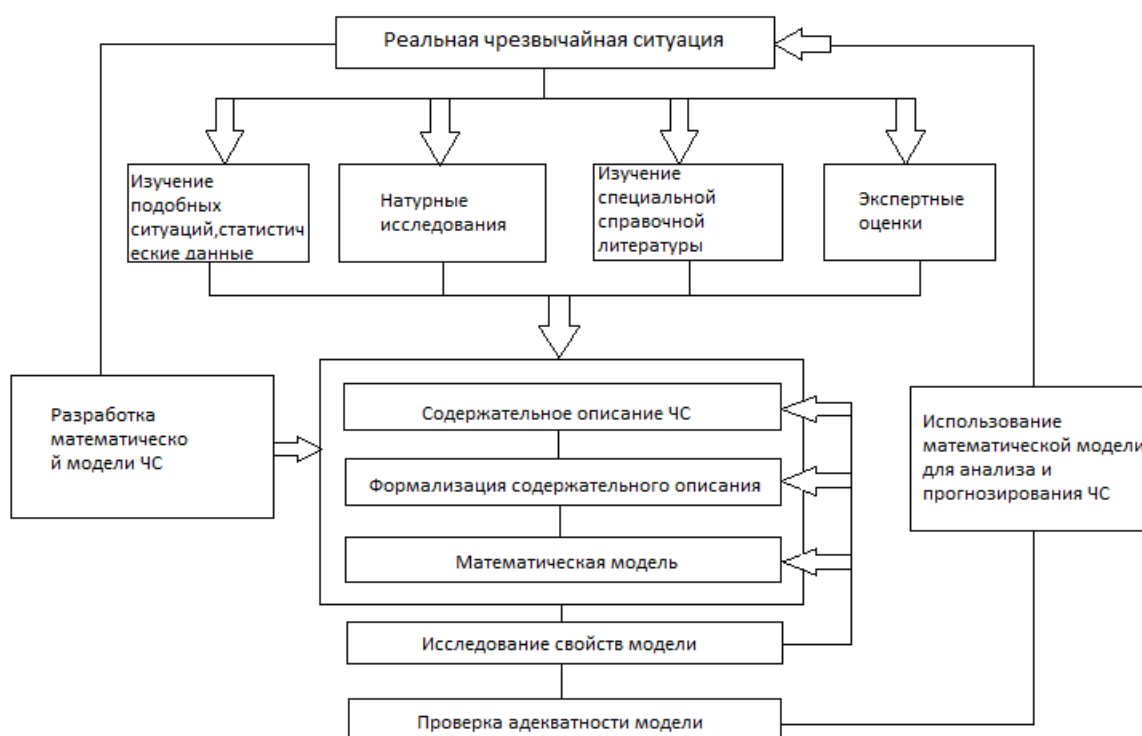 Реальная чрезвычайная ситуация
Изучение
подобных
ситуаций,статистич
еские данные
Натурные
исследования
Изучение
специальной
справочной
литературы
Экспертные
оценки
Разработка
математическо
й модели ЧС
Содержательное описание ЧС
Формализация содержательного описания
Математическая модель
Использование
математической модели
для анализа и
прогнозирования ЧС
Исследование свойств модели
Проверка адекватности модели